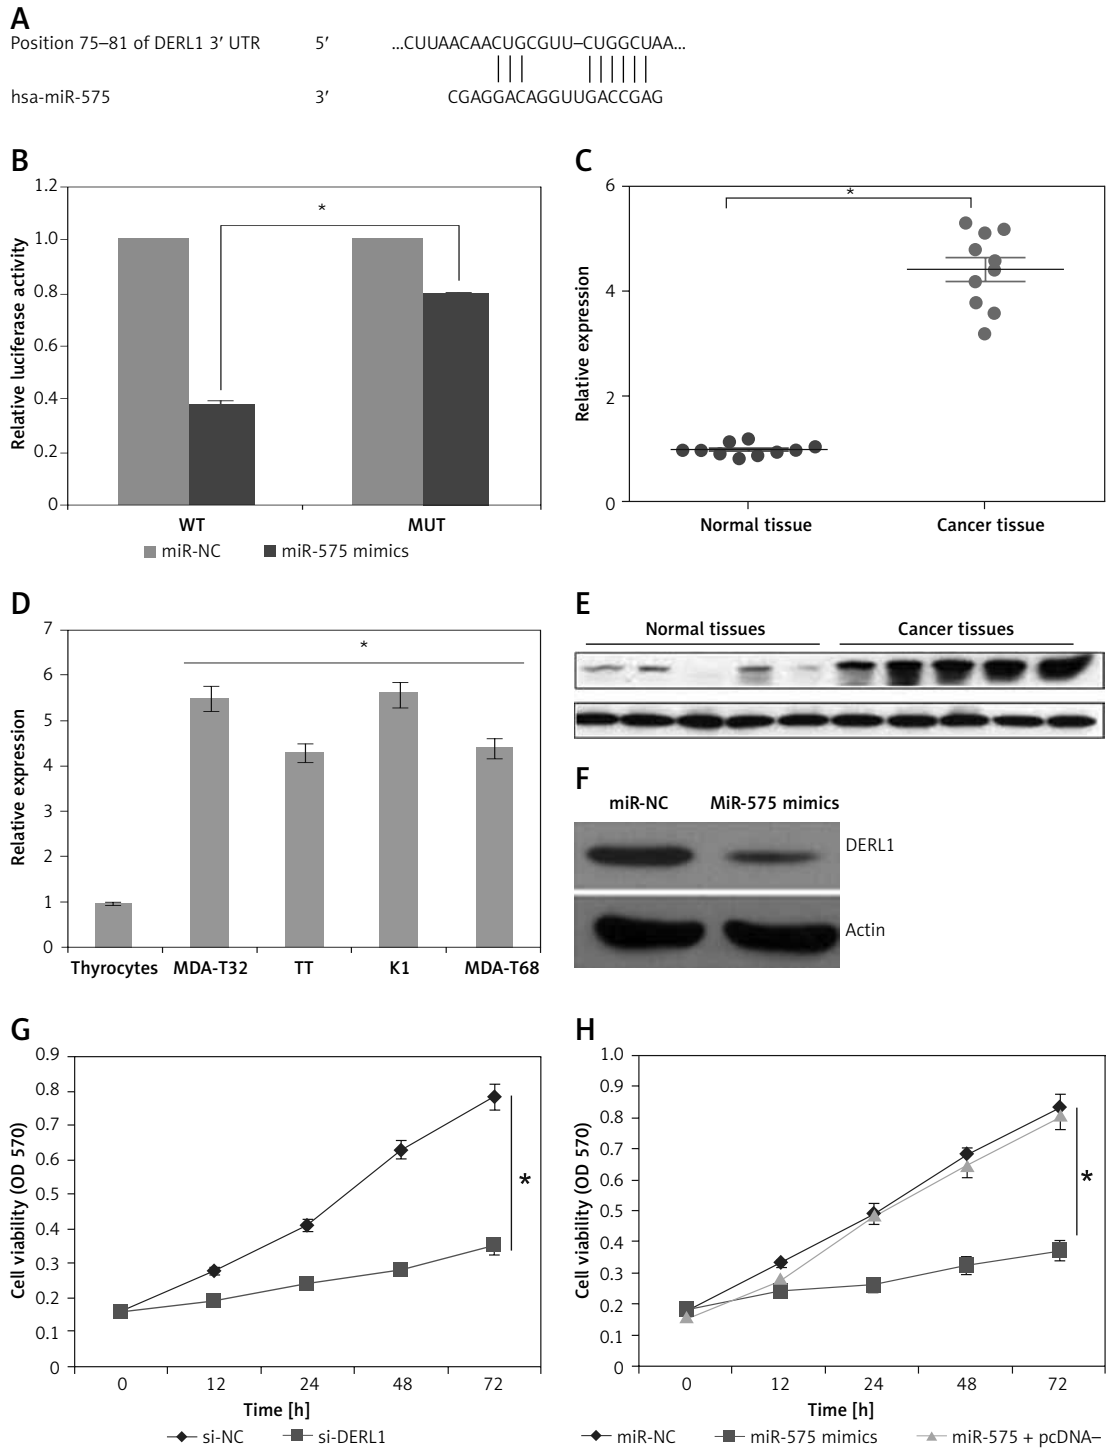 A
Position 75–81 of DERL1 3′ UTR 5′ ...CUUAACAACUGCGUU–CUGGCUAA...
hsa-miR-575 3′ CGAGGACAGGUUGACCGAG
B
Relative luciferase activity
1.2
1.0
0.8
0.6
0.4
0.2
0
*
WT MUT
miR-NC miR-575 mimics
C
Relative expression
6
4
2
0
*
Normal tissue Cancer tissue
D
Relative expression
7
6
5
4
3
2
1
0
*
Thyrocytes MDA-T32 TT K1 MDA-T68
E
Normal tissues Cancer tissues
F
miR-NC MiR-575 mimics
DERL1
Actin
G
Cell viability (OD 570)
0.9
0.8
0.7
0.6
0.5
0.4
0.3
0.2
0.1
0
*
0 12 24 48 72
Time [h]
si-NC si-DERL1
H
Cell viability (OD 570)
1.0
0.9
0.8
0.7
0.6
0.5
0.4
0.3
0.2
0.1
0
*
0 12 24 48 72
Time [h]
miR-NC miR-575 mimics miR-575 + pcDNA–